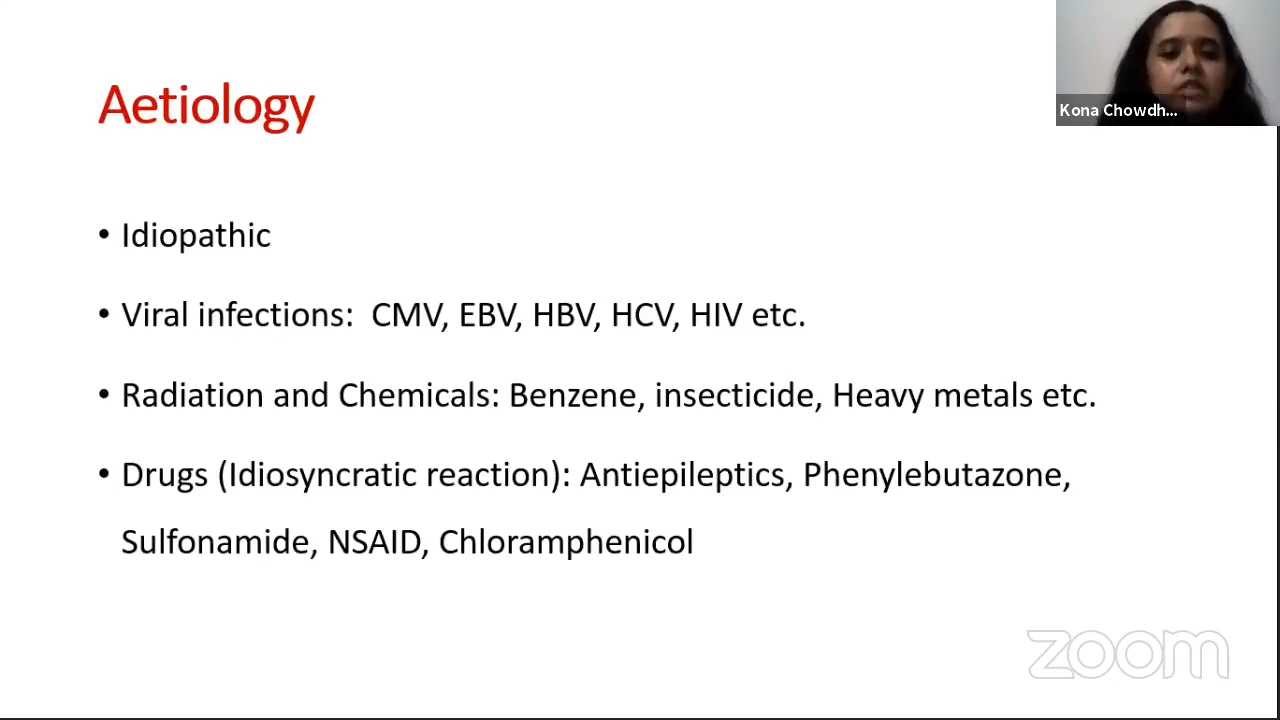 Aetiology
Kona Chowdh...
• Idiopathic
• Viral infections:  CMV, EBV, HBV, HCV, HIV etc.
• Radiation and Chemicals: Benzene, insecticide, Heavy metals etc.
• Drugs (Idiosyncratic reaction): Antiepileptics, Phenylebutazone,
Sulfonamide, NSAID, Chloramphenicol
zoom